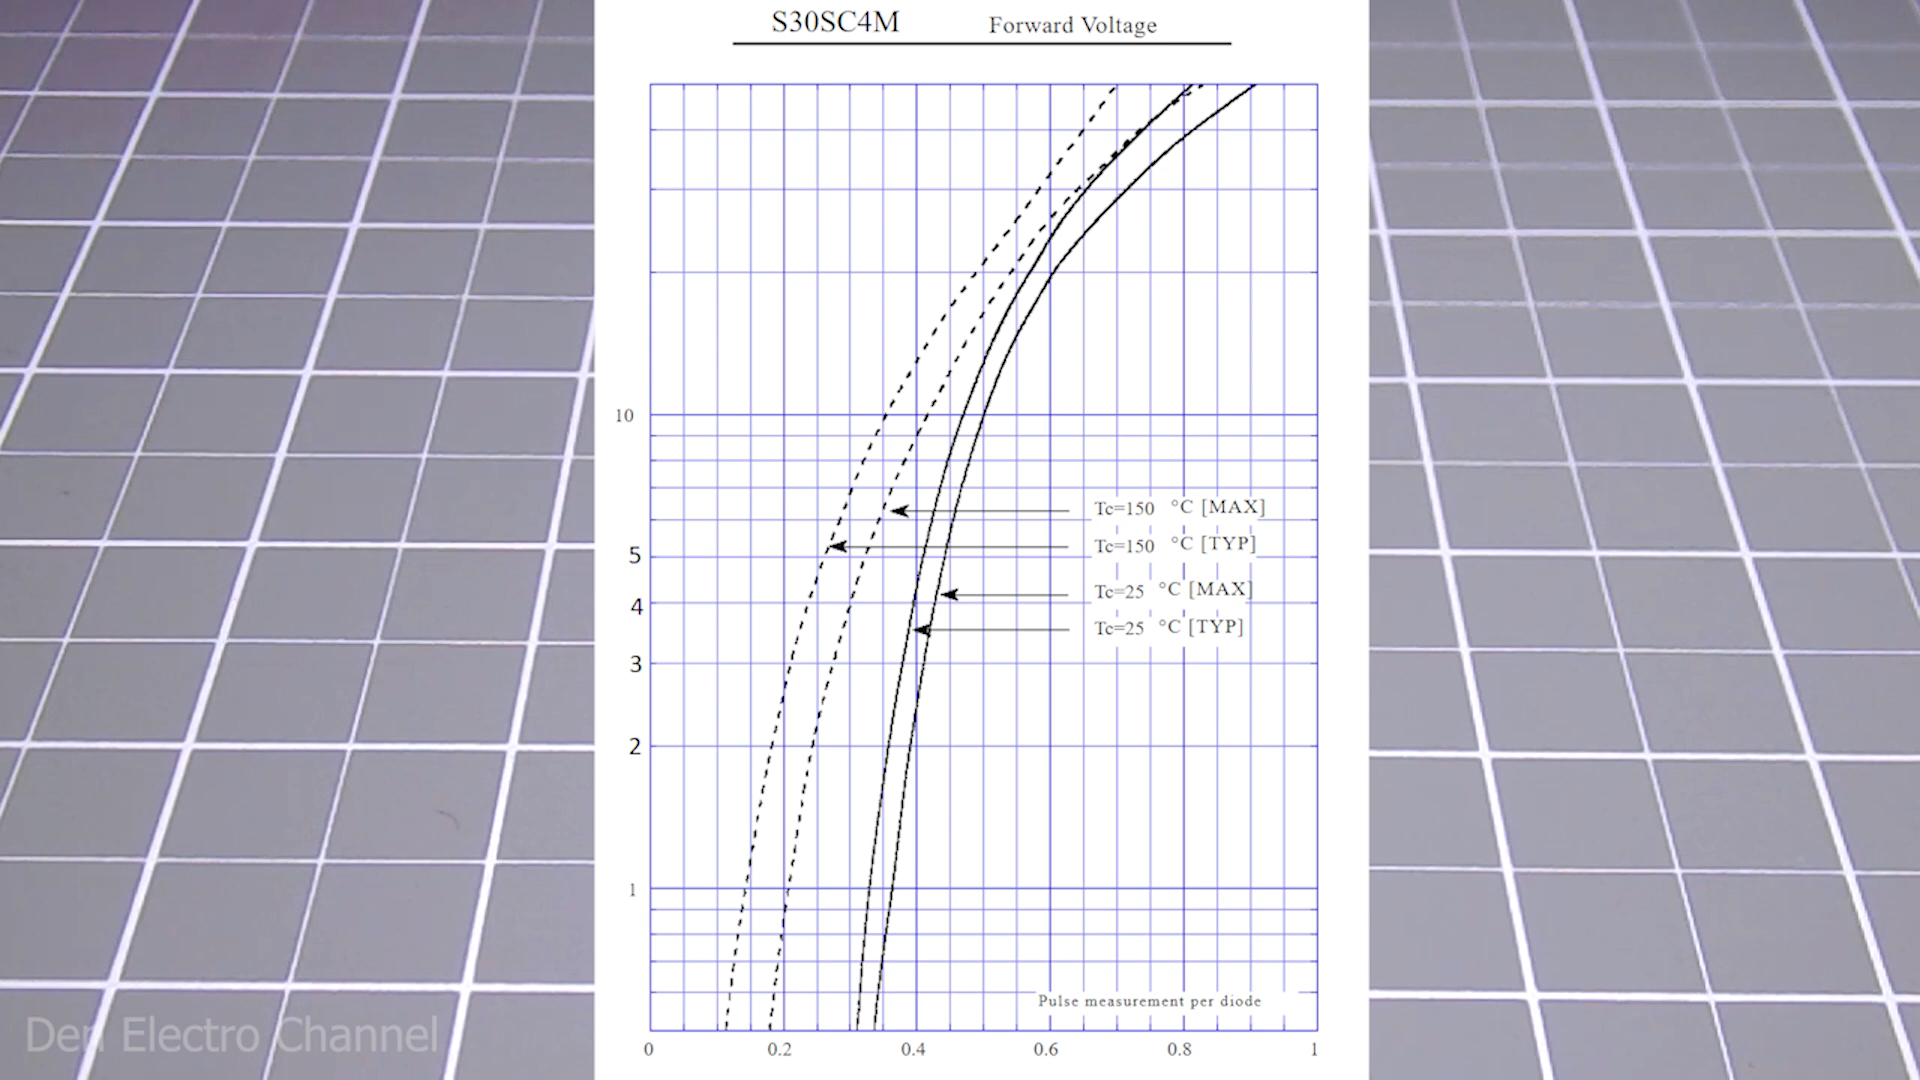 S30SC4M Forward Voltage
10
Tc=150 °C [MAX]
Tc=150 °C [TYP]
5
Tc=25 °C [MAX]
4
Tc=25 °C [TYP]
3
2
1
Pulse measurement per diode
0 0.2 0.4 0.6 0.8 1
Den Electro Channel